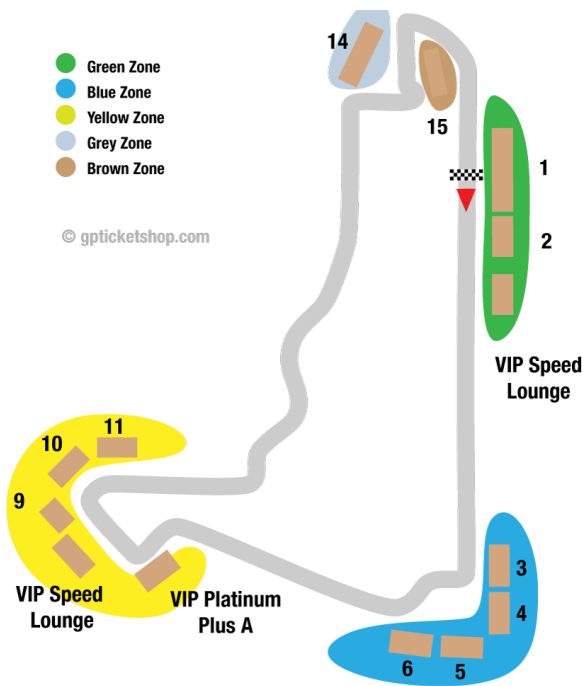 14
Green Zone
Blue Zone
Yellow Zone
Grey Zone
Brown Zone
15
1
© gpticketshop.com
2
VIP Speed
Lounge
11
10
9
3
VIP Speed
Lounge
VIP Platinum
Plus A
4
6
5